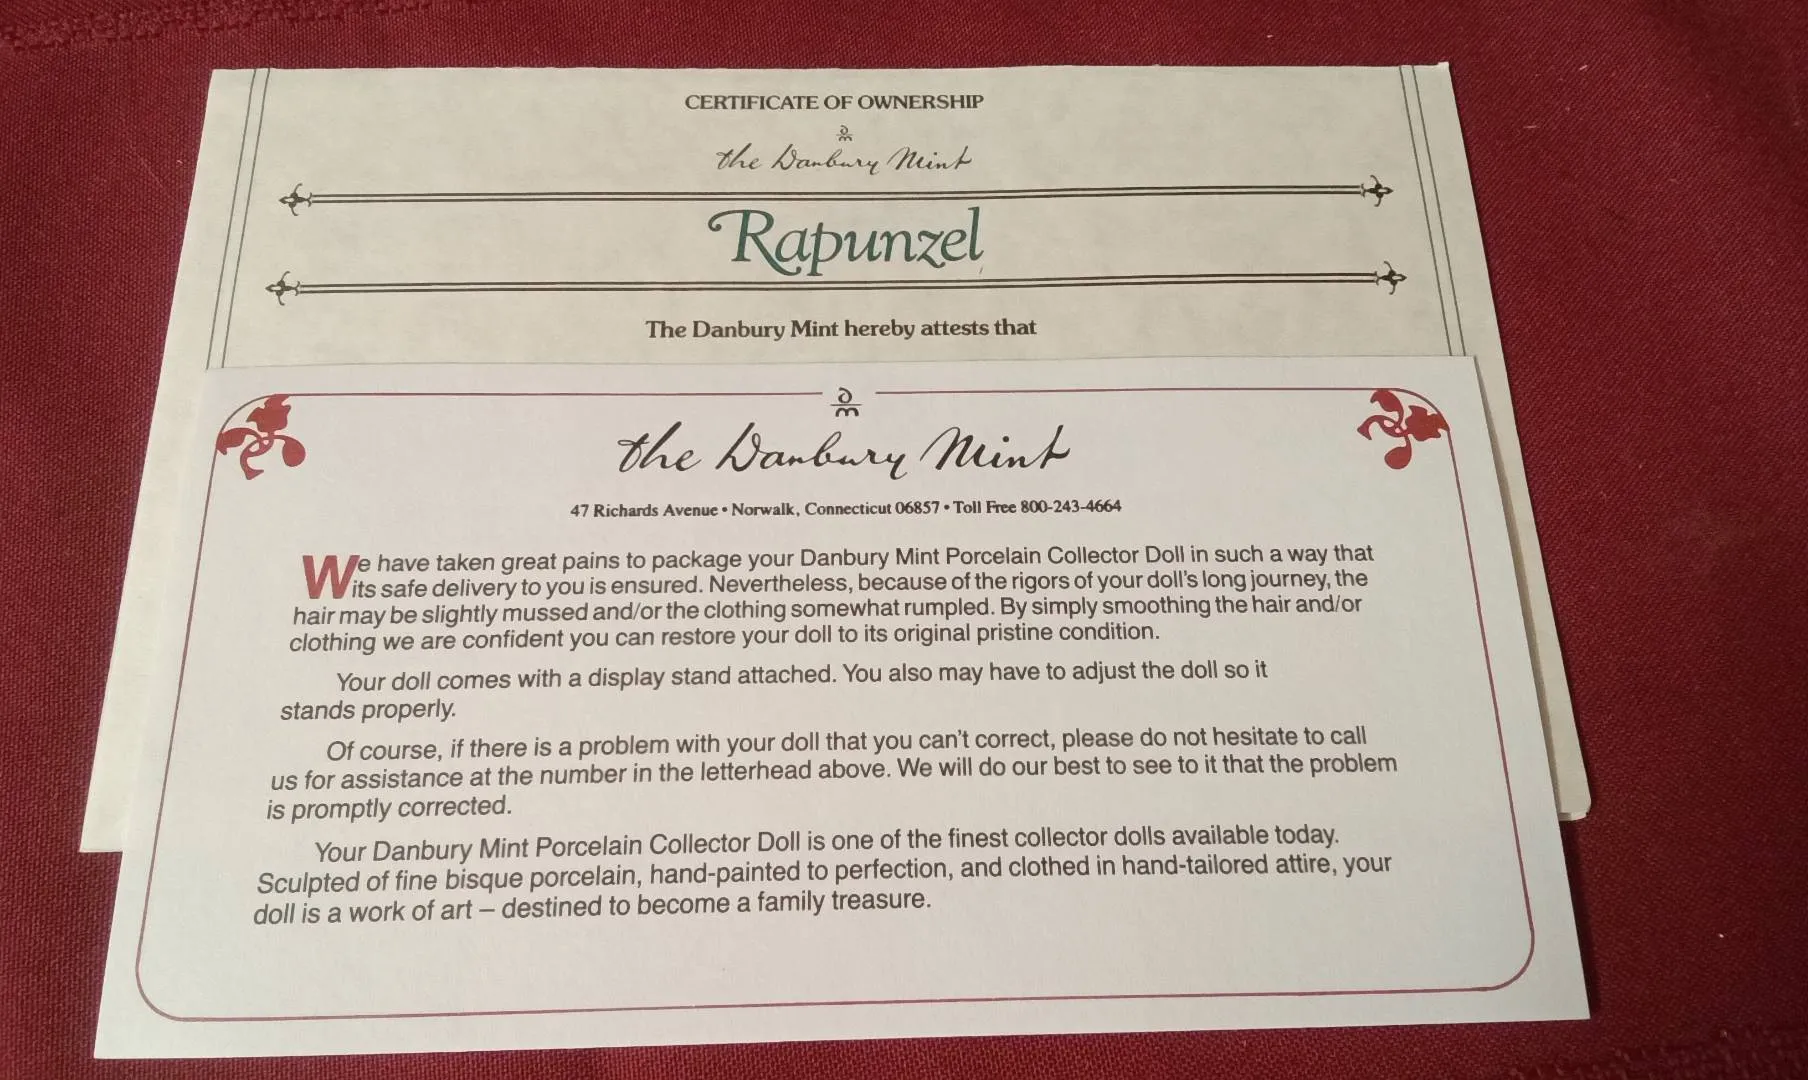 CERTIFICATE OF OWNERSHIP
the Danbury Mint
Rapunzel
The Danbury Mint hereby attests that
the Danbury Mint
47 Richards Avenue • Norwalk, Connecticut 06857 • Toll Free 800-243-4664
We have taken great pains to package your Danbury Mint Porcelain Collector Doll in such a way that
its safe delivery to you is ensured. Nevertheless, because of the rigors of your doll's long journey, the
hair may be slightly mussed and/or the clothing somewhat rumpled. By simply smoothing the hair and/or
clothing we are confident you can restore your doll to its original pristine condition.
Your doll comes with a display stand attached. You also may have to adjust the doll so it
stands properly.
Of course, if there is a problem with your doll that you can't correct, please do not hesitate to call
us for assistance at the number in the letterhead above. We will do our best to see to it that the problem
is promptly corrected.
Your Danbury Mint Porcelain Collector Doll is one of the finest collector dolls available today.
Sculpted of fine bisque porcelain, hand-painted to perfection, and clothed in hand-tailored attire, your
doll is a work of art – destined to become a family treasure.